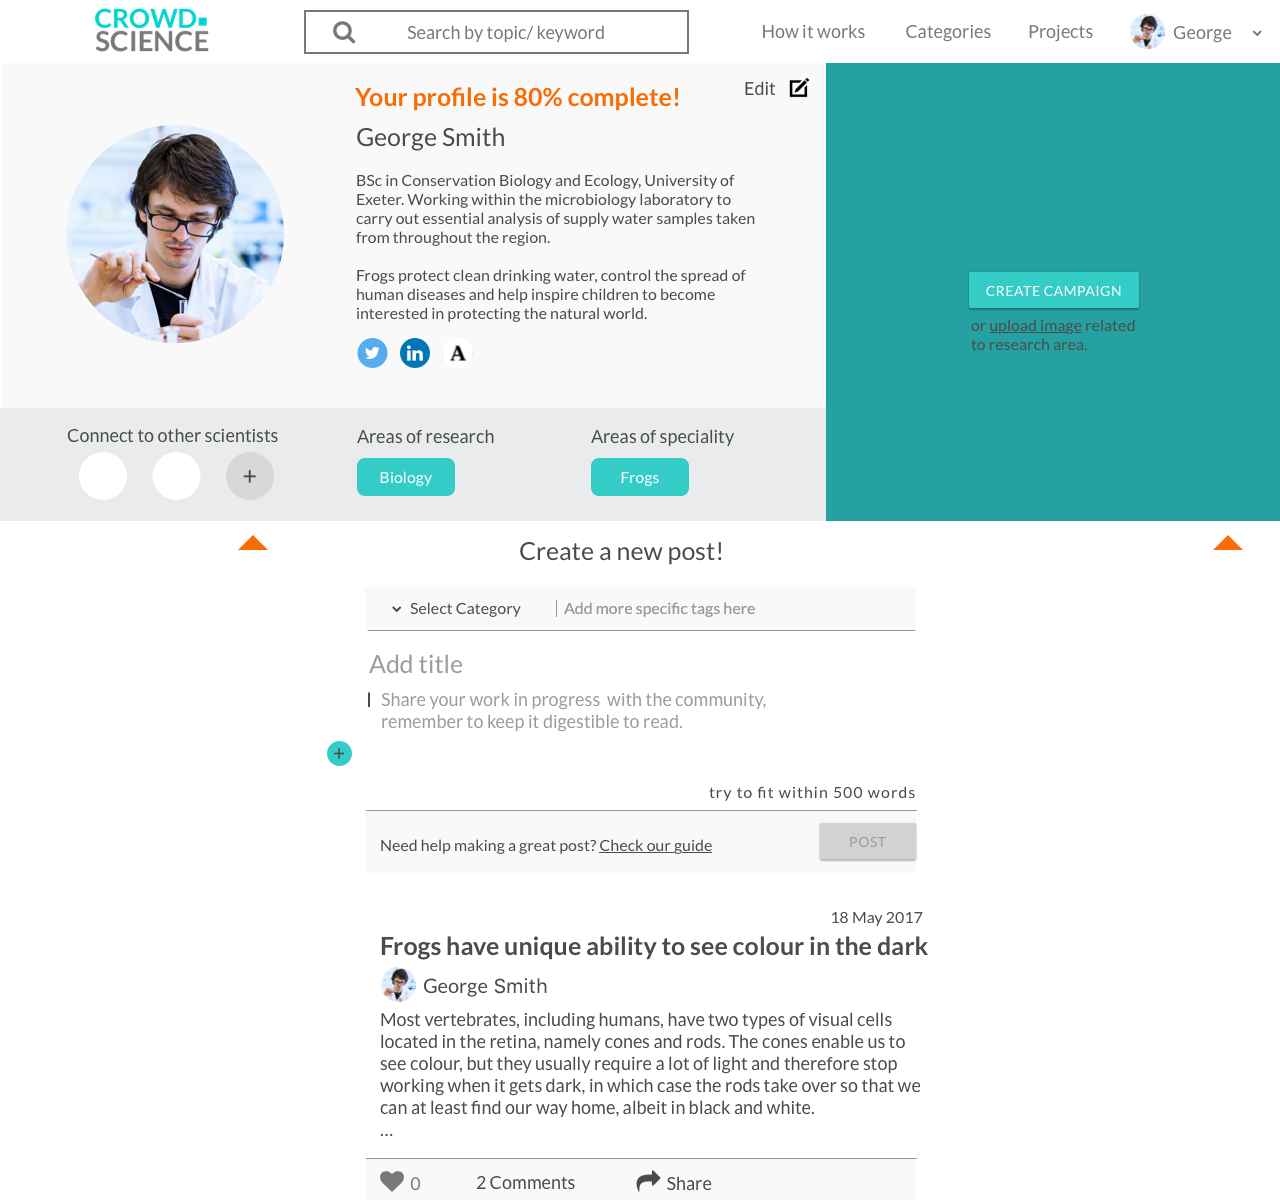 CROWD.
SCIENCE
Search by topic/ keyword
How it works
Categories
Projects
George
Your profile is 80% complete!
Edit
George Smith
BSc in Conservation Biology and Ecology, University of
Exeter. Working within the microbiology laboratory to
carry out essential analysis of supply water samples taken
from throughout the region.
Frogs protect clean drinking water, control the spread of
human diseases and help inspire children to become
interested in protecting the natural world.
in
A
CREATE CAMPAIGN
or upload image related
to research area.
Connect to other scientists
+
Areas of research
Biology
Areas of speciality
Frogs
Create a new post!
Select Category
Add more specific tags here
Add title
Share your work in progress  with the community,
remember to keep it digestible to read.
+
try to fit within 500 words
Need help making a great post? Check our guide
POST
18 May 2017
Frogs have unique ability to see colour in the dark
George Smith
Most vertebrates, including humans, have two types of visual cells
located in the retina, namely cones and rods. The cones enable us to
see colour, but they usually require a lot of light and therefore stop
working when it gets dark, in which case the rods take over so that we
can at least find our way home, albeit in black and white.
...
0
2 Comments
Share